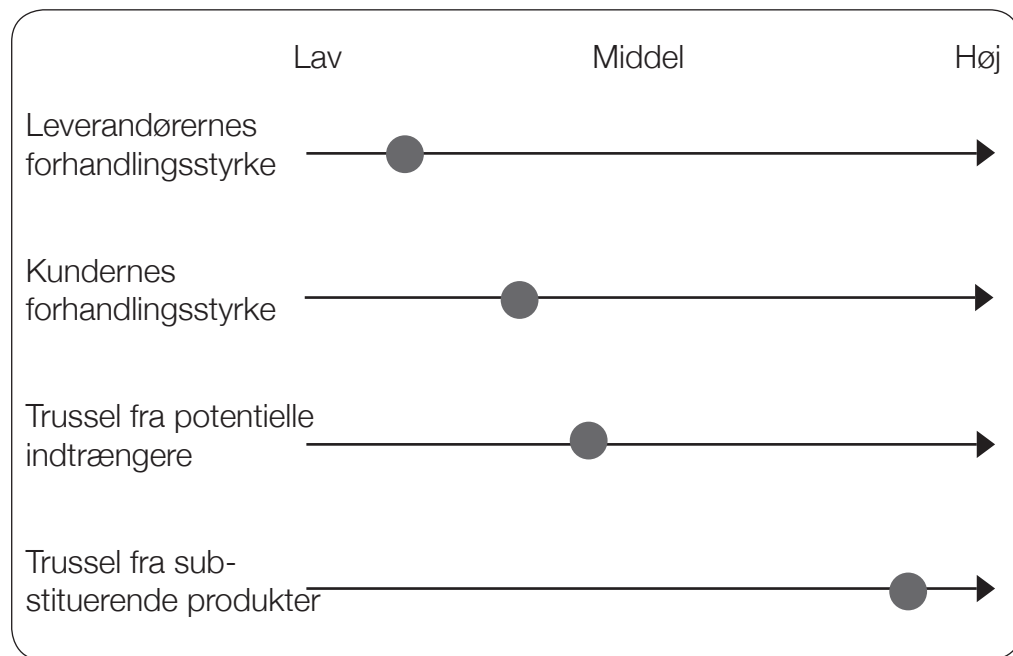 Lav Middel Høj
Leverandørernes
forhandlingsstyrke
Kundernes
forhandlingsstyrke
Trussel fra potentielle
indtrængere
Trussel fra sub-
stituerende produkter